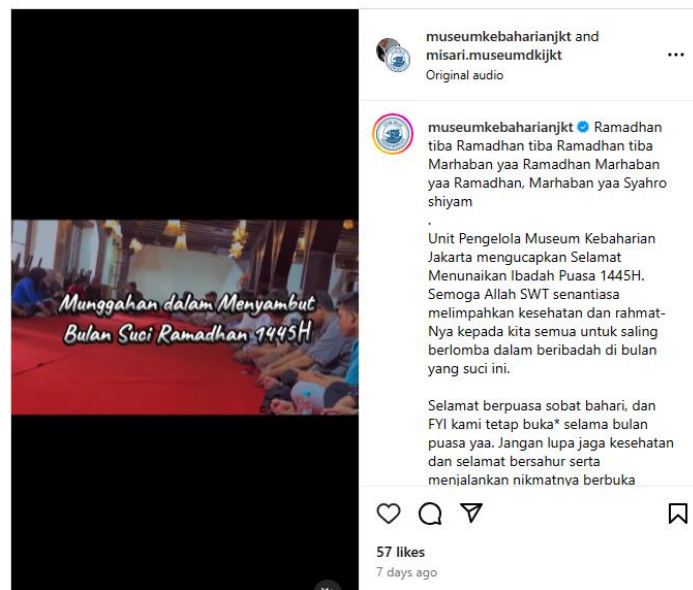 Munggahan dalam Menyambut
Bulan Suci Ramadhan 1445H
museumkebaharianjkt and
misari.museumdkijkt
Original audio
museumkebaharianjkt Ramadhan
tiba Ramadhan tiba Ramadhan tiba
Marhaban yaa Ramadhan Marhaban
yaa Ramadhan, Marhaban yaa Syahro
shiyam
.
Unit Pengelola Museum Kebaharian
Jakarta mengucapkan Selamat
Menunaikan Ibadah Puasa 1445H.
Semoga Allah SWT senantiasa
melimpahkan kesehatan dan rahmat-
Nya kepada kita semua untuk saling
berlomba dalam beribadah di bulan
yang suci ini.
Selamat berpuasa sobat bahari, dan
FYI kami tetap buka* selama bulan
puasa yaa. Jangan lupa jaga kesehatan
dan selamat bersahur serta
menjalankan nikmatnya berbuka
57 likes
7 days ago